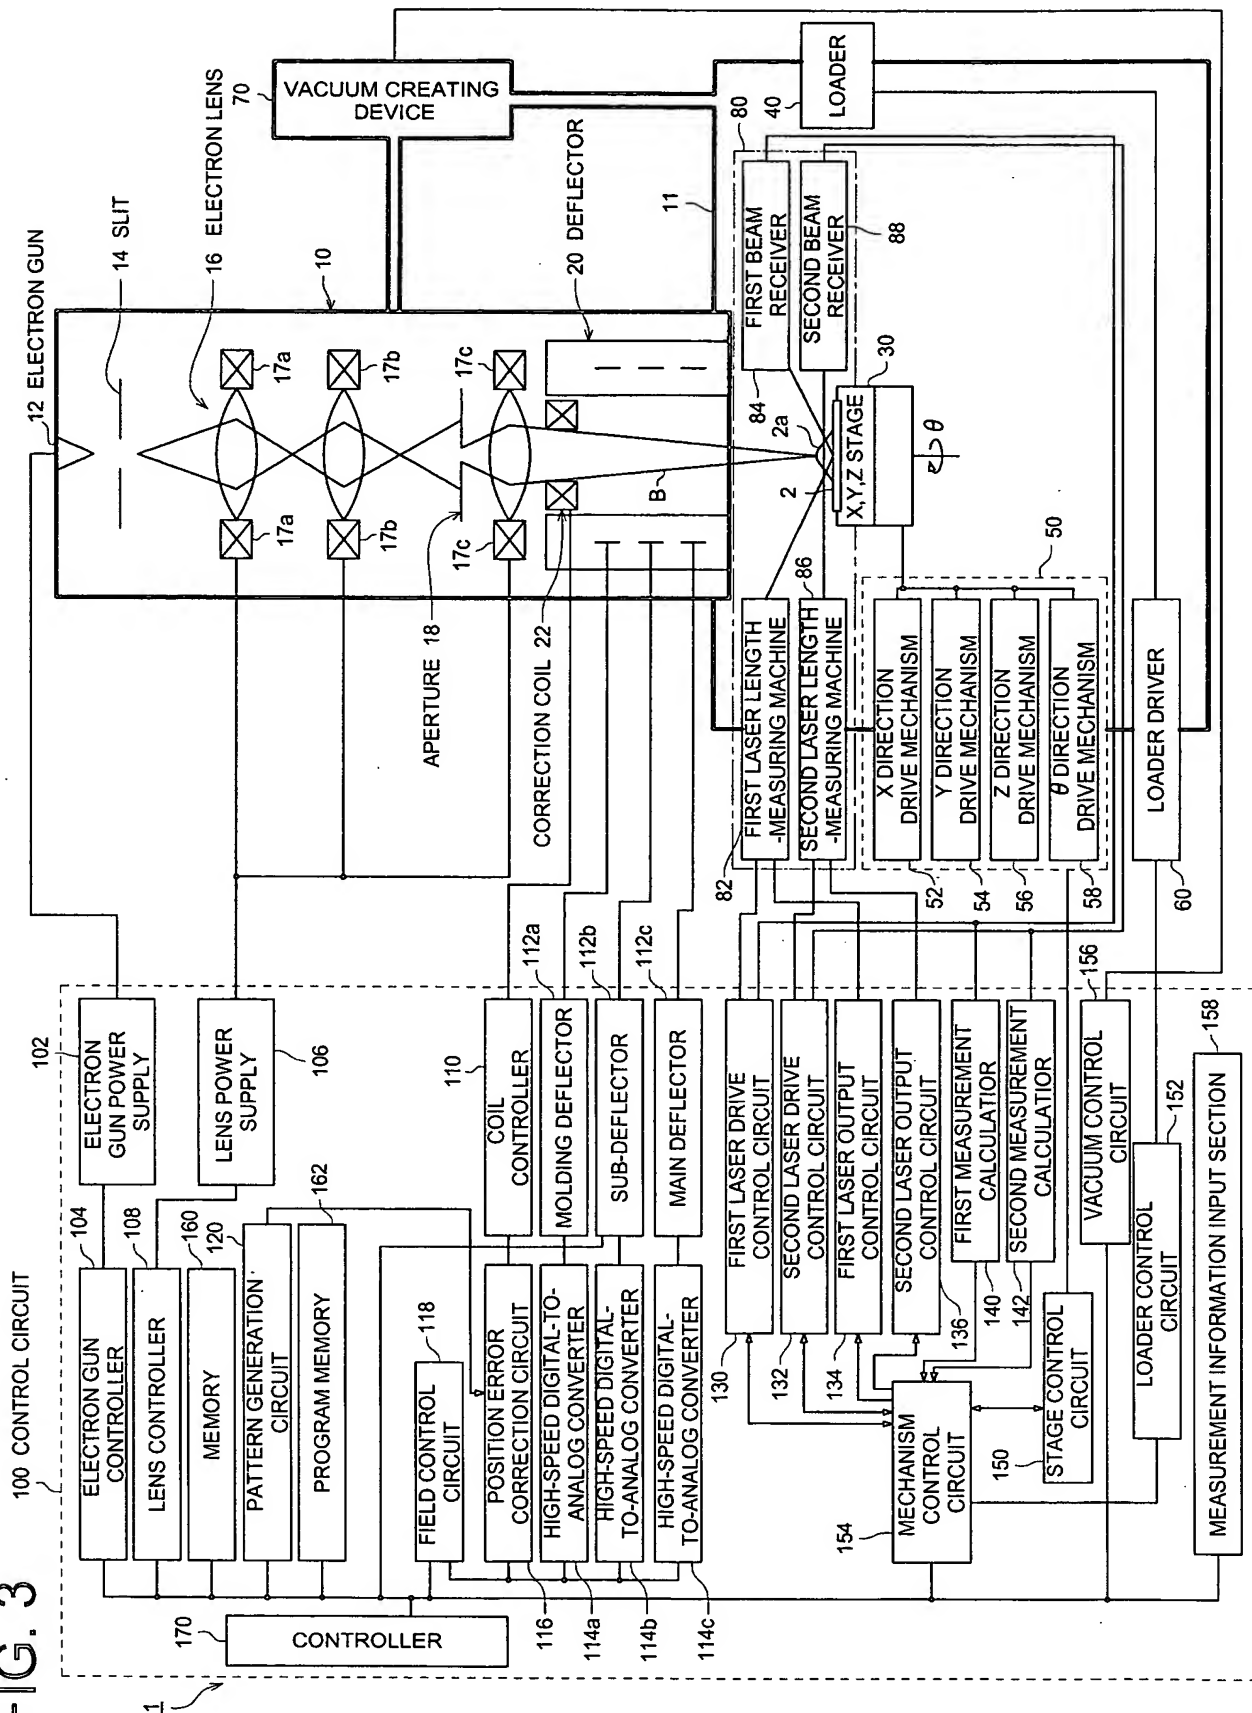 FIG. 3
1
100 CONTROL CIRCUIT
170
CONTROLLER
104
ELECTRON GUN
CONTROLLER
108
LENS CONTROLLER
160
MEMORY
120
PATTERN GENERATION
CIRCUIT
162
PROGRAM MEMORY
102
ELECTRON
GUN POWER
SUPPLY
LENS POWER
SUPPLY
106
118
FIELD CONTROL
CIRCUIT
POSITION ERROR
CORRECTION CIRCUIT
116
HIGH-SPEED DIGITAL-TO-
ANALOG CONVERTER
114a
HIGH-SPEED DIGITAL-
TO-ANALOG CONVERTER
114b
HIGH-SPEED DIGITAL-
TO-ANALOG CONVERTER
114c
110
COIL
CONTROLLER
112a
MOLDING DEFLECTOR
112b
SUB-DEFLECTOR
112c
MAIN DEFLECTOR
FIRST LASER DRIVE
CONTROL CIRCUIT
130
SECOND LASER DRIVE
CONTROL CIRCUIT
132
FIRST LASER OUTPUT
CONTROL CIRCUIT
134
SECOND LASER OUTPUT
CONTROL CIRCUIT
136
FIRST MEASUREMENT
CALCULATIOR
140
SECOND MEASUREMENT
CALCULATIOR
142
154
MECHANISM
CONTROL
CIRCUIT
150
STAGE CONTROL
CIRCUIT
156
VACUUM CONTROL
CIRCUIT
LOADER CONTROL
CIRCUIT
152
158
MEASUREMENT INFORMATION INPUT SECTION
12 ELECTRON GUN
14 SLIT
16 ELECTRON LENS
10
17a
17a
17b
17b
APERTURE 18
17c
17c
CORRECTION COIL 22
20 DEFLECTOR
B
70
VACUUM CREATING
DEVICE
11
40
LOADER
80
82
FIRST LASER LENGTH
-MEASURING MACHINE
86
SECOND LASER LENGTH
-MEASURING MACHINE
84
FIRST BEAM
RECEIVER
SECOND BEAM
RECEIVER
88
2
2a
X,Y,Z STAGE
30
θ
50
X DIRECTION
DRIVE MECHANISM
52
Y DIRECTION
DRIVE MECHANISM
54
Z DIRECTION
DRIVE MECHANISM
56
θ DIRECTION
DRIVE MECHANISM
58
LOADER DRIVER
60